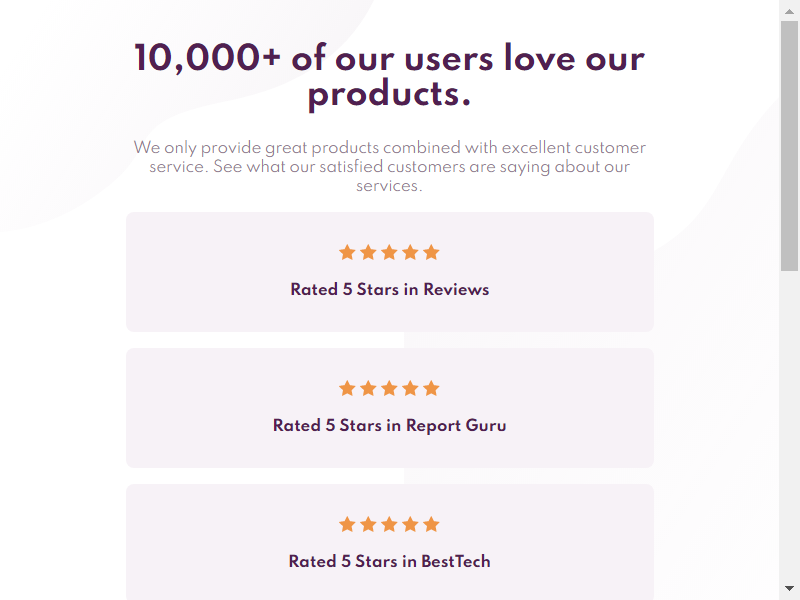 10,000+ of our users love our
products.
We only provide great products combined with excellent customer
service. See what our satisfied customers are saying about our
services.
Rated 5 Stars in Reviews
Rated 5 Stars in Report Guru
Rated 5 Stars in BestTech